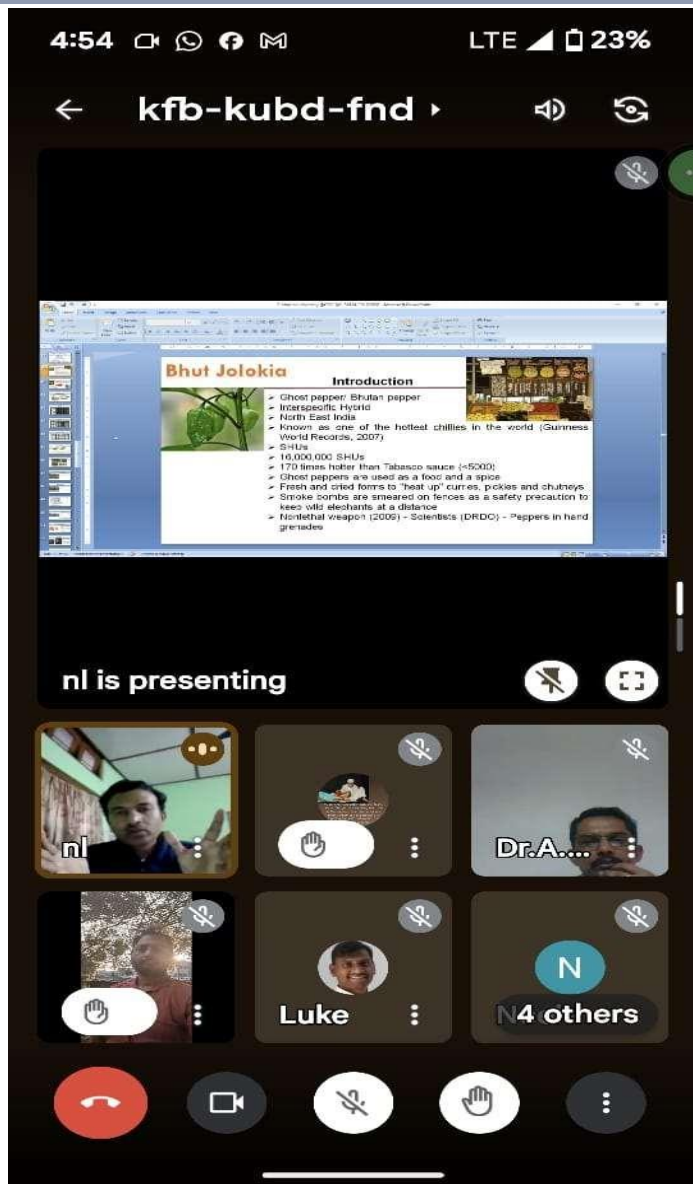 4:54
LTE 23%
kfb-kubd-fnd
Bhut Jolokia
Introduction
➢ Ghost pepper/ Bhutan pepper
➢ Interspecific Hybrid
➢ North East India
➢ Known as one of the hottest chillies in the world (Guinness
World Records, 2007)
➢ SHUs
➢ 16,000,000 SHUs
➢ 170 times hotter than Tabasco sauce (<5000)
➢ Ghost peppers are used as a food and a spice
➢ Fresh and dried forms to "heat up" curries, pickles and chutneys
➢ Smoke bombs are smeared on fences as a safety precaution to
keep wild elephants at a distance
➢ Nonlethal weapon (2009) - Scientists (DRDO) - Peppers in hand
grenades
nl is presenting
nl
Dr.A....
Luke
N
4 others